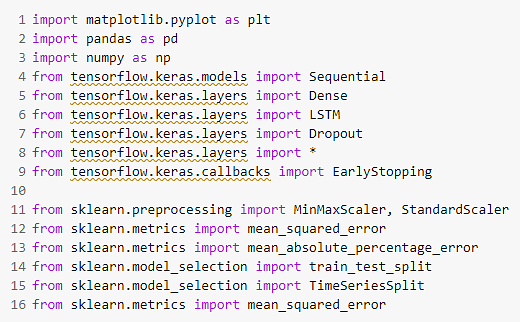 1 import matplotlib.pyplot as plt
2 import pandas as pd
3 import numpy as np
4 from tensorflow.keras.models import Sequential
5 from tensorflow.keras.layers import Dense
6 from tensorflow.keras.layers import LSTM
7 from tensorflow.keras.layers import Dropout
8 from tensorflow.keras.layers import *
9 from tensorflow.keras.callbacks import EarlyStopping
10
11 from sklearn.preprocessing import MinMaxScaler, StandardScaler
12 from sklearn.metrics import mean_squared_error
13 from sklearn.metrics import mean_absolute_percentage_error
14 from sklearn.model_selection import train_test_split
15 from sklearn.model_selection import TimeSeriesSplit
16 from sklearn.metrics import mean_squared_error